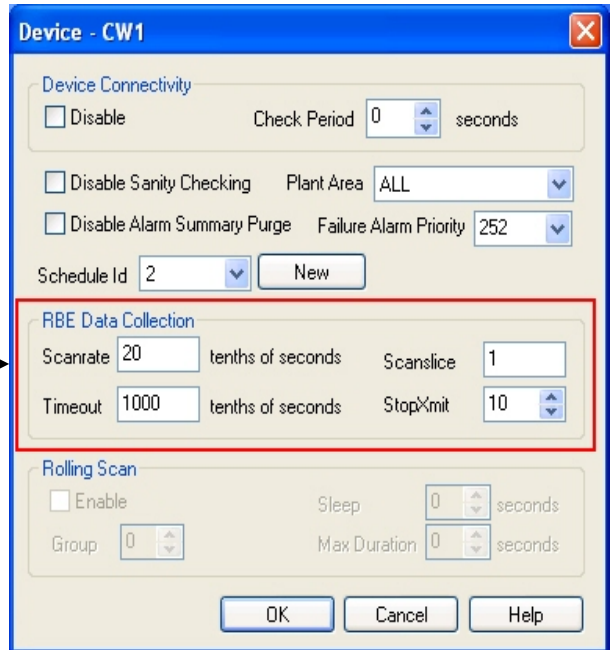 Device - CW1
Device Connectivity
Disable Check Period 0 seconds
Disable Sanity Checking Plant Area ALL
Disable Alarm Summary Purge Failure Alarm Priority 252
Schedule Id 2 New
RBE Data Collection
Scanrate 20 tenths of seconds Scanslice 1
Timeout 1000 tenths of seconds StopXmit 10
Rolling Scan
Enable Sleep 0 seconds
Group 0 Max Duration 0 seconds
OK Cancel Help